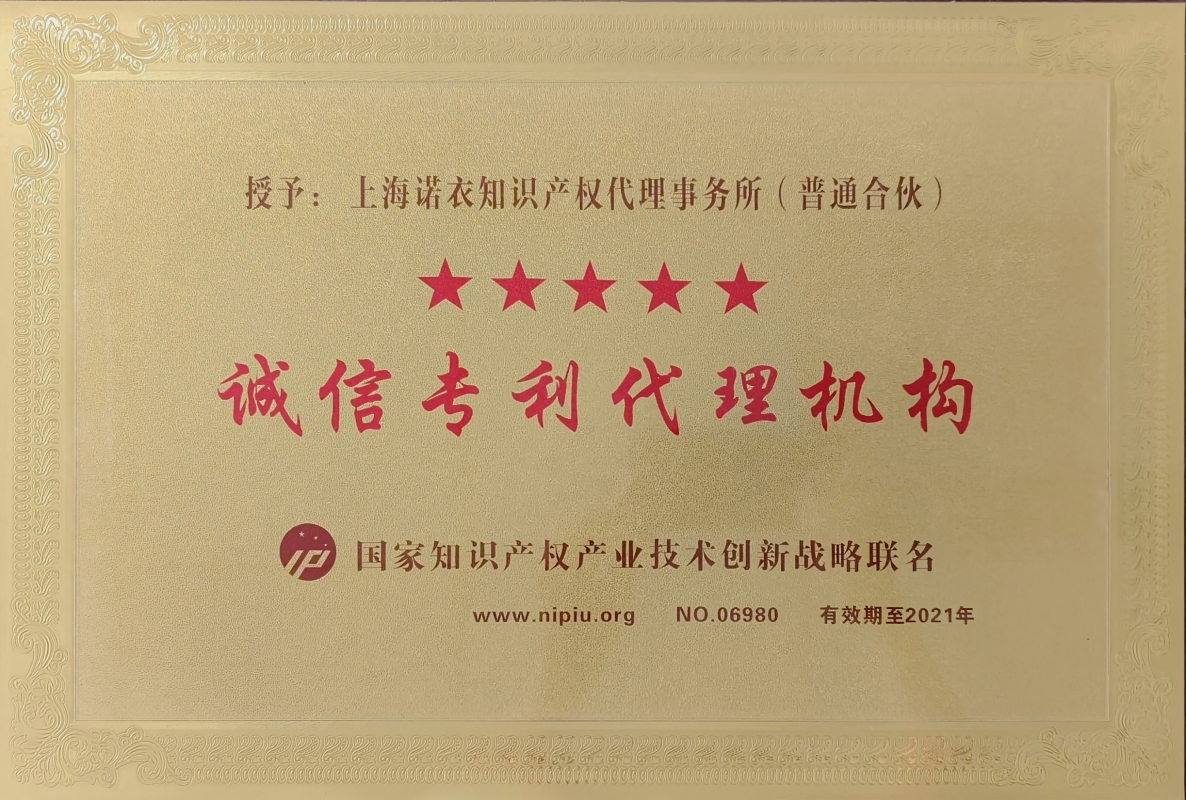 授予：上海诺衣知识产权代理事务所（普通合伙）
★★★★★
诚信专利代理机构
国家知识产权产业技术创新战略联名
www.nipiu.org NO.06980 有效期至2021年